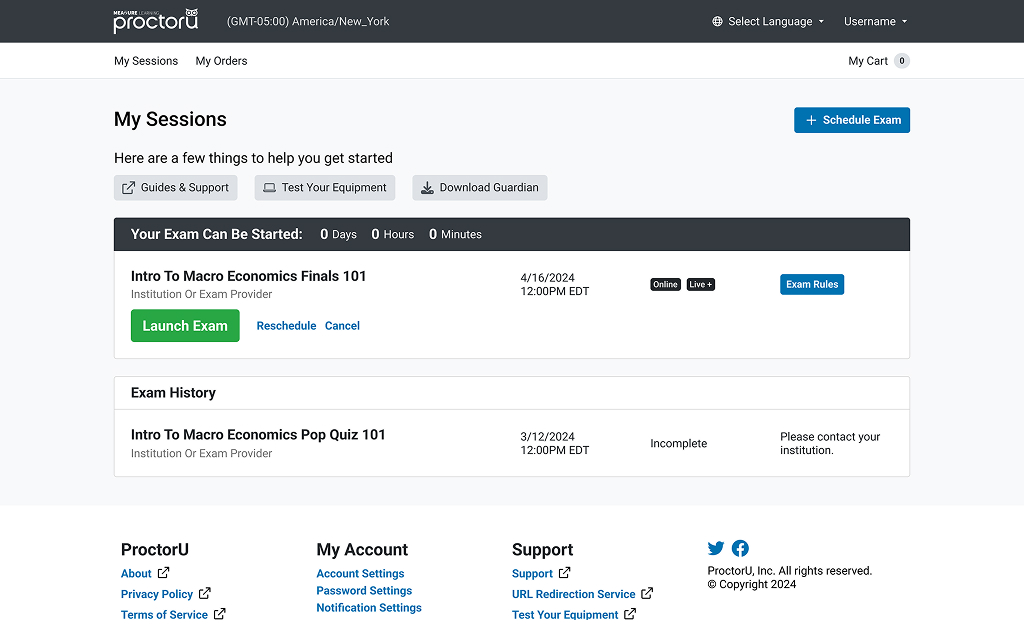 MEASURE LEARNING
proctoru
(GMT-05:00) America/New_York
Select Language
Username
My Sessions
My Orders
My Cart 0
My Sessions
Schedule Exam
Here are a few things to help you get started
Guides & Support
Test Your Equipment
Download Guardian
Your Exam Can Be Started: 0 Days 0 Hours 0 Minutes
Intro To Macro Economics Finals 101
Institution Or Exam Provider
4/16/2024
12:00PM EDT
Online
Live +
Exam Rules
Launch Exam
Reschedule
Cancel
Exam History
Intro To Macro Economics Pop Quiz 101
Institution Or Exam Provider
3/12/2024
12:00PM EDT
Incomplete
Please contact your
institution.
ProctorU
About
Privacy Policy
Terms of Service
My Account
Account Settings
Password Settings
Notification Settings
Support
Support
URL Redirection Service
Test Your Equipment
ProctorU, Inc. All rights reserved.
© Copyright 2024